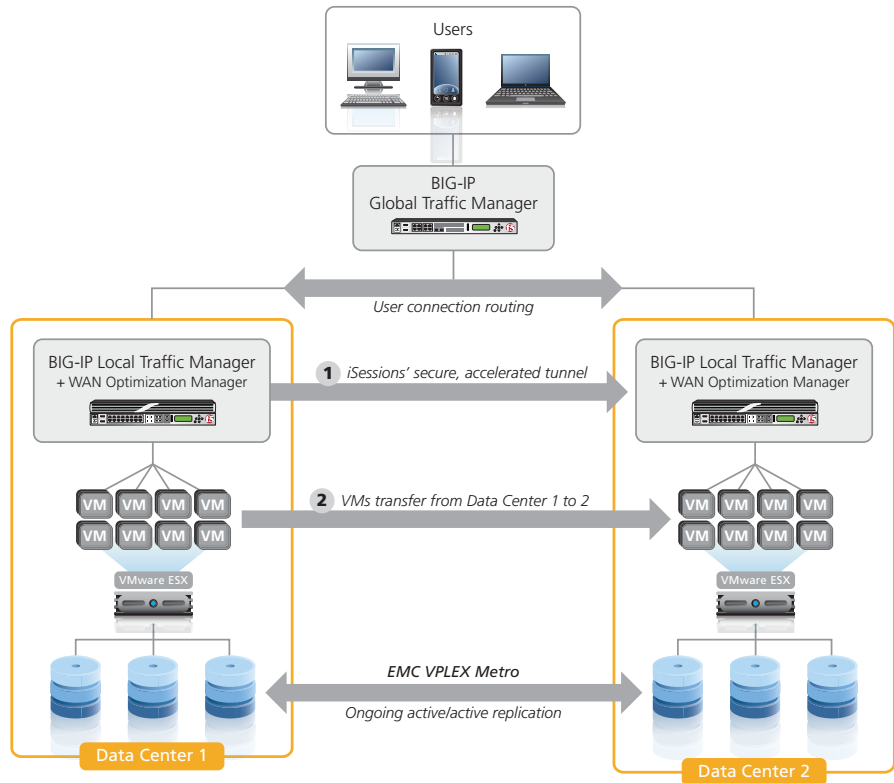 Users
BIG-IP
Global Traffic Manager
User connection routing
BIG-IP Local Traffic Manager
+ WAN Optimization Manager
1 iSessions' secure, accelerated tunnel
BIG-IP Local Traffic Manager
+ WAN Optimization Manager
VM VM VM VM
VM VM VM VM
2 VMs transfer from Data Center 1 to 2
VM VM VM VM
VM VM VM VM
VMware ESX
VMware ESX
EMC VPLEX Metro
Ongoing active/active replication
Data Center 1
Data Center 2